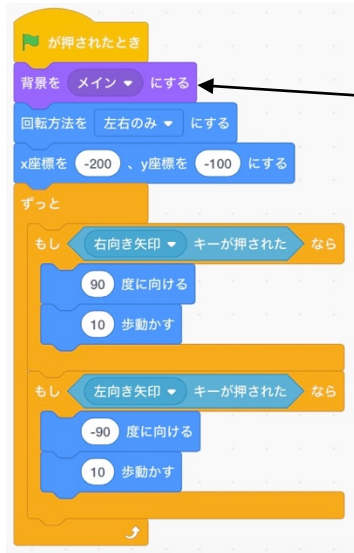 が押されたとき
背景を メイン にする
回転方法を 左右のみ にする
x座標を -200 、y座標を -100 にする
ずっと
もし 右向き矢印 キーが押された なら
90 度に向ける
10 歩動かす
もし 左向き矢印 キーが押された なら
-90 度に向ける
10 歩動かす